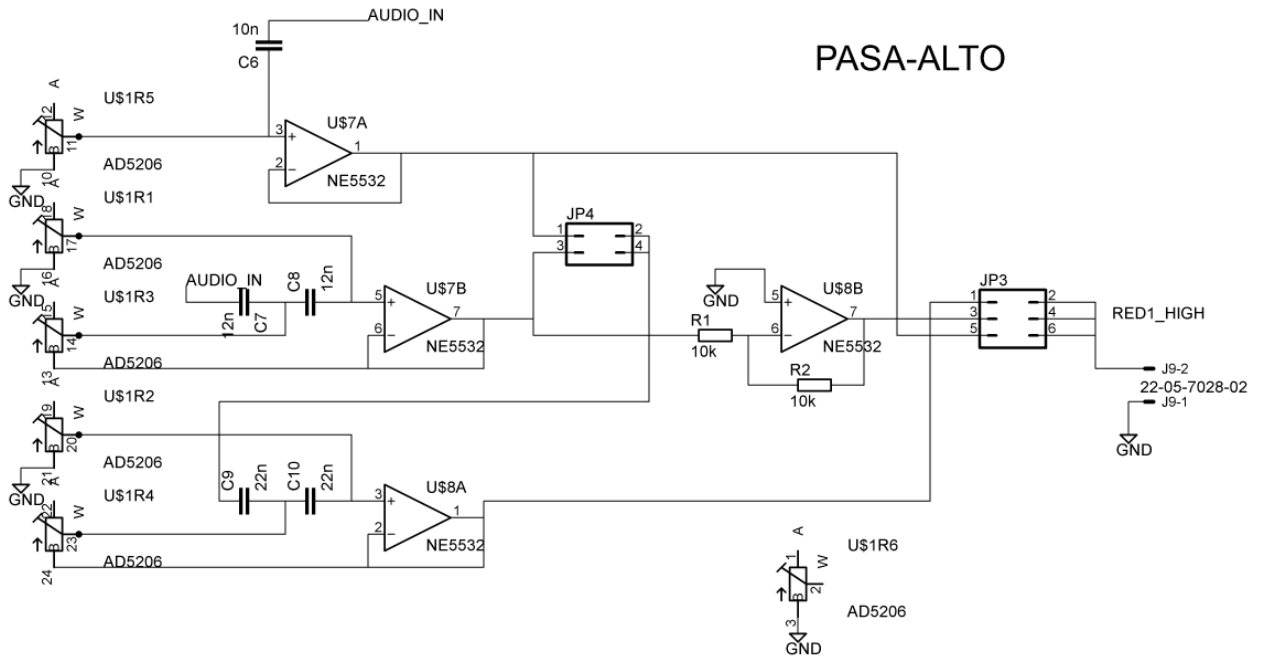 AUDIO_IN
10n
C6
PASA-ALTO
A
12
W
U$1R5
11
B
AD5206
10
GND
3
+
2
−
U$7A
1
NE5532
A
18
W
U$1R1
17
B
AD5206
16
GND
A
15
W
U$1R3
14
B
AD5206
13
AUDIO_IN
12n
C7
C8
12n
5
+
6
−
U$7B
7
NE5532
JP4
1
2
3
4
GND
R1
10k
5
+
6
−
U$8B
7
NE5532
R2
10k
JP3
1
2
3
4
5
6
RED1_HIGH
J9-2
22-05-7028-02
J9-1
GND
A
19
W
U$1R2
20
B
AD5206
21
GND
A
22
W
U$1R4
23
B
AD5206
24
C9
22n
C10
22n
3
+
2
−
U$8A
1
NE5532
A
1
W
U$1R6
2
B
AD5206
3
GND